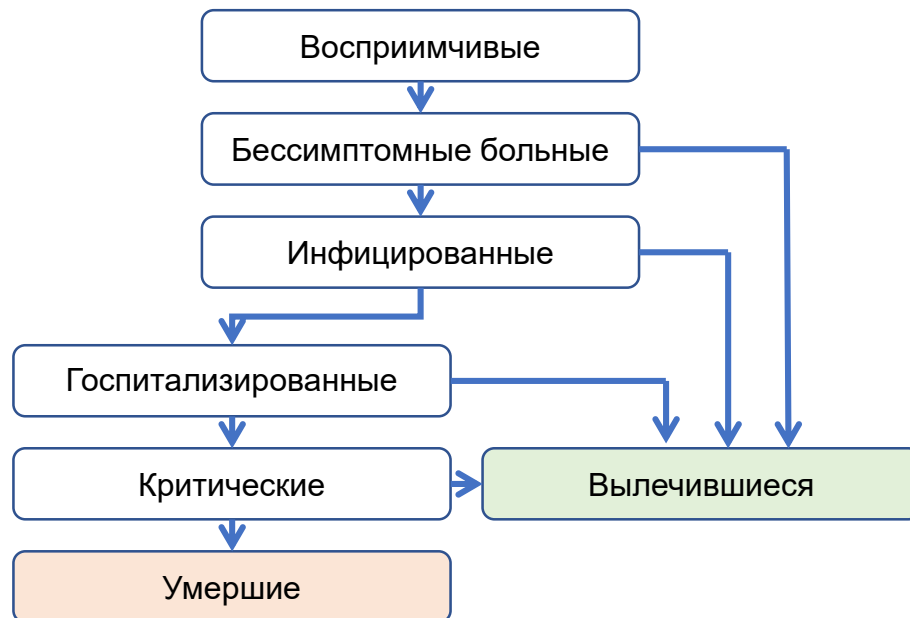 Восприимчивые
Бессимптомные больные
Инфицированные
Госпитализированные
Критические
Вылечившиеся
Умершие